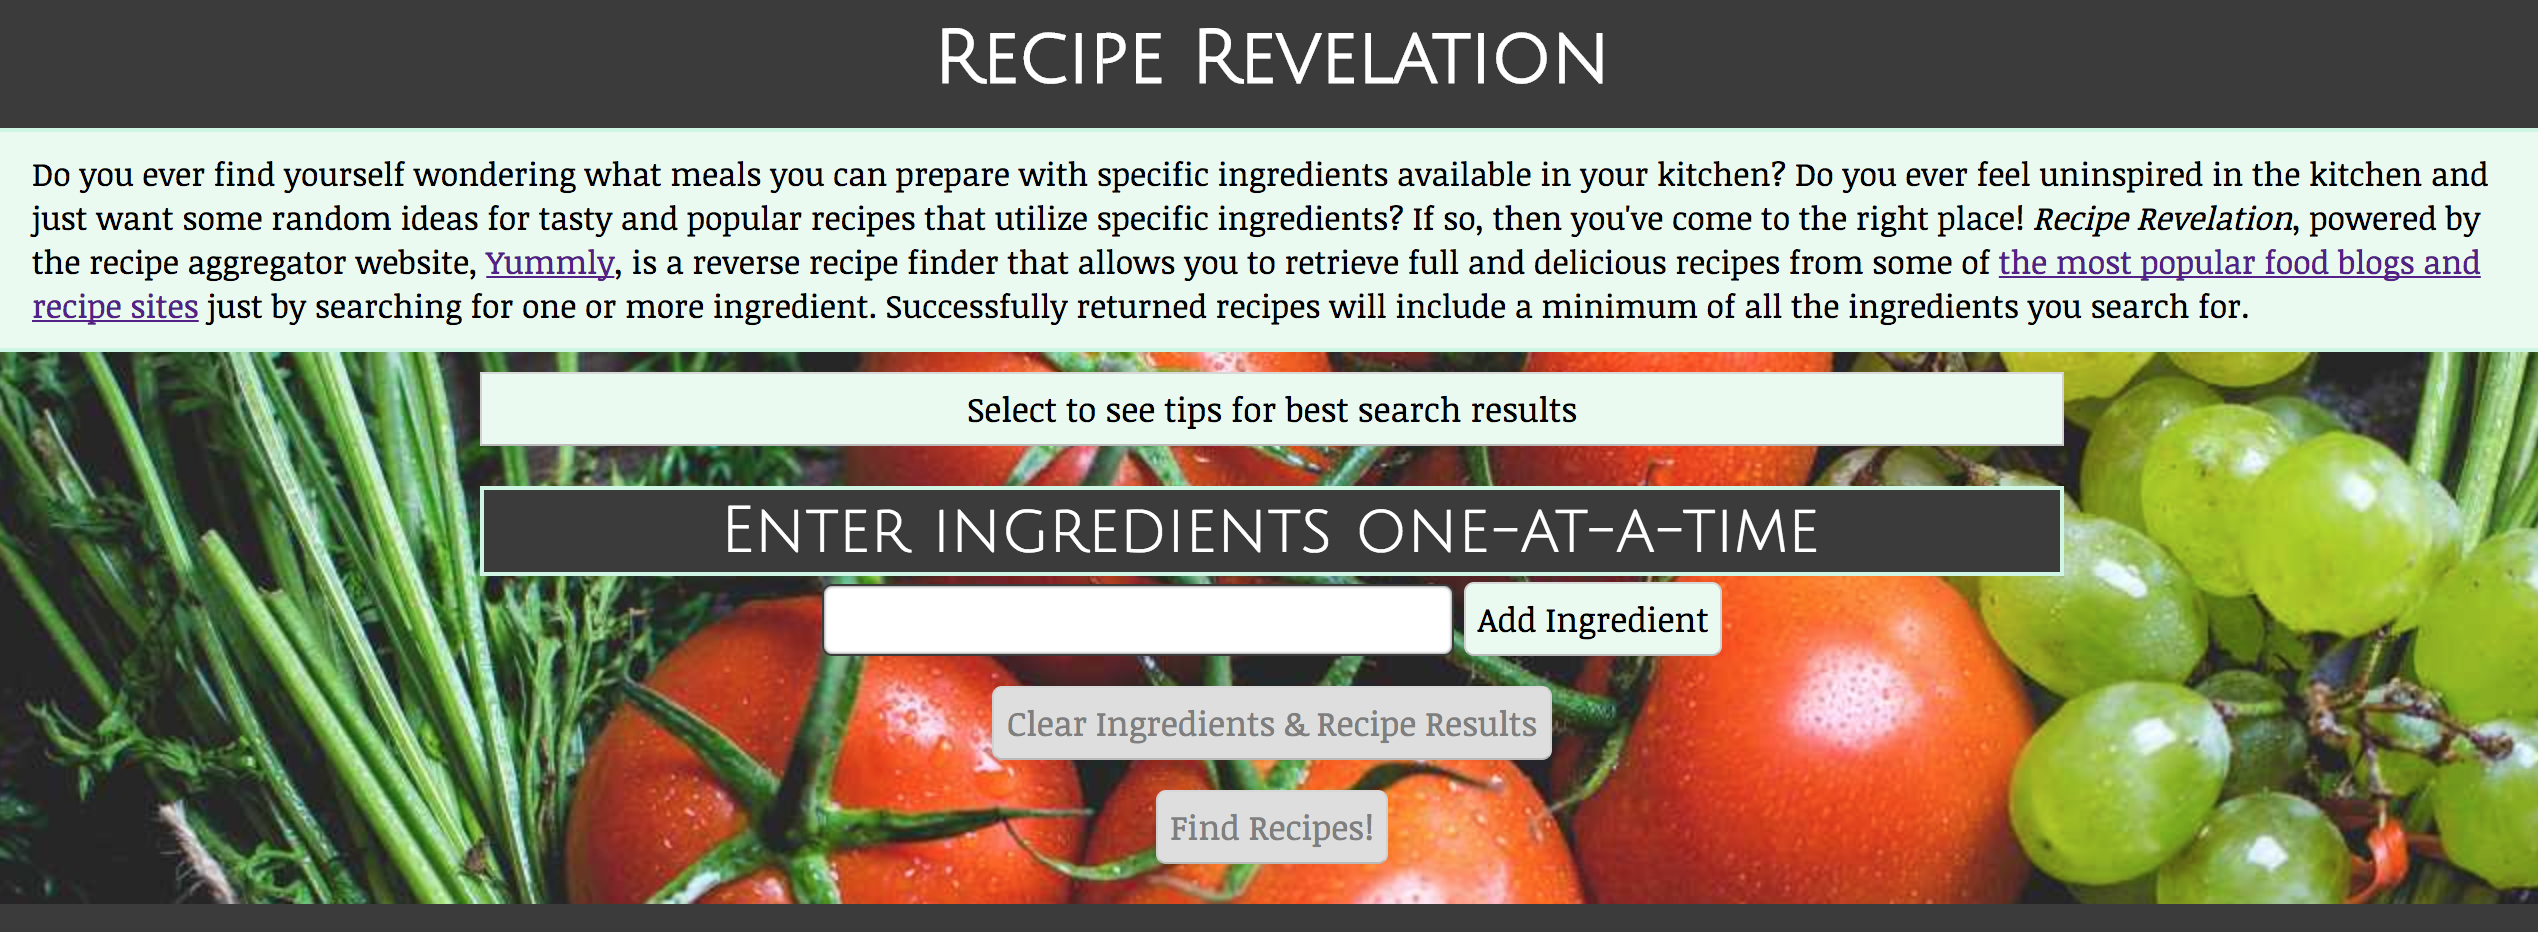 Recipe Revelation
Do you ever find yourself wondering what meals you can prepare with specific ingredients available in your kitchen? Do you ever feel uninspired in the kitchen and
just want some random ideas for tasty and popular recipes that utilize specific ingredients? If so, then you've come to the right place! Recipe Revelation, powered by
the recipe aggregator website, Yummly, is a reverse recipe finder that allows you to retrieve full and delicious recipes from some of the most popular food blogs and
recipe sites just by searching for one or more ingredient. Successfully returned recipes will include a minimum of all the ingredients you search for.
Select to see tips for best search results
Enter ingredients one-at-a-time
Add Ingredient
Clear Ingredients & Recipe Results
Find Recipes!